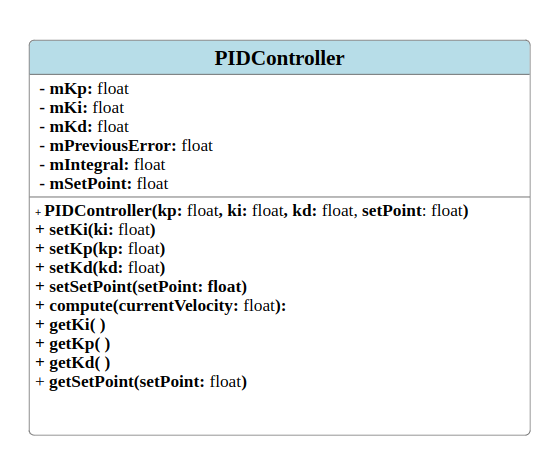 PIDController
- mKp: float
- mKi: float
- mKd: float
- mPreviousError: float
- mIntegral: float
- mSetPoint: float
+ PIDController(kp: float, ki: float, kd: float, setPoint: float)
+ setKi(ki: float)
+ setKp(kp: float)
+ setKd(kd: float)
+ setSetPoint(setPoint: float)
+ compute(currentVelocity: float):
+ getKi( )
+ getKp( )
+ getKd( )
+ getSetPoint(setPoint: float)